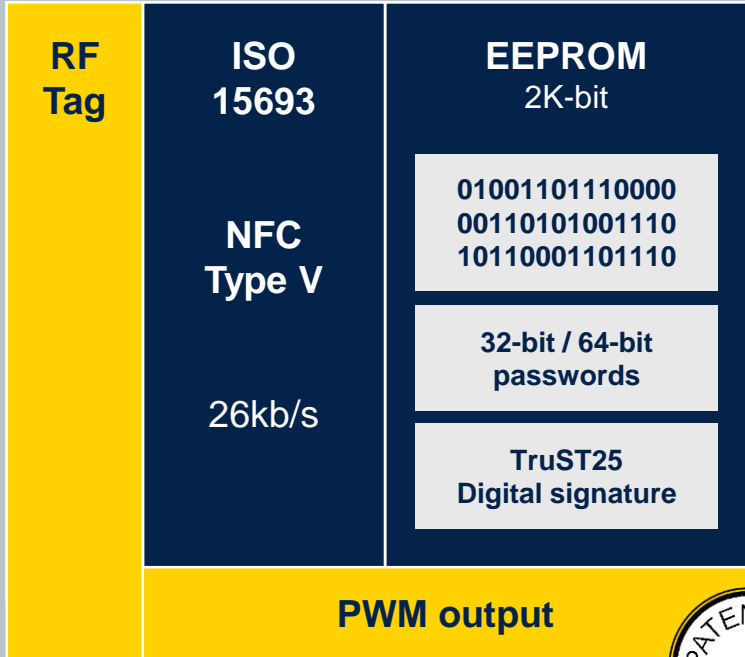 RF
Tag
ISO
15693
NFC
Type V
26kb/s
EEPROM
2K-bit
01001101110000
00110101001110
10110001101110
32-bit / 64-bit
passwords
TruST25
Digital signature
PWM output